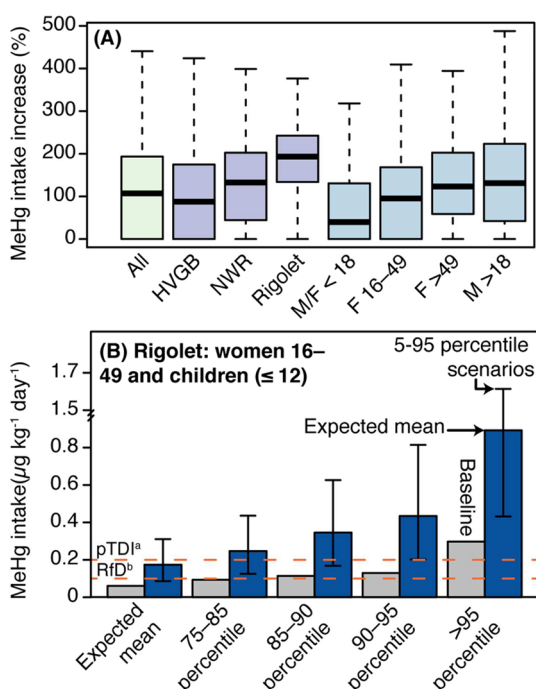 (A)
MeHg intake increase (%)
500
400
300
200
100
0
All
HVGB
NWR
Rigolet
M/F < 18
F 16–49
F >49
M >18
(B) Rigolet: women 16–
49 and children (≤ 12)
5-95 percentile
scenarios
Expected mean
Baseline
MeHg intake(µg kg⁻¹ day⁻¹)
1.7
1.5
0.8
0.6
0.4
0.2
0
pTDIᵃ
RfDᵇ
Expected
mean
75–85
percentile
85–90
percentile
90–95
percentile
>95
percentile